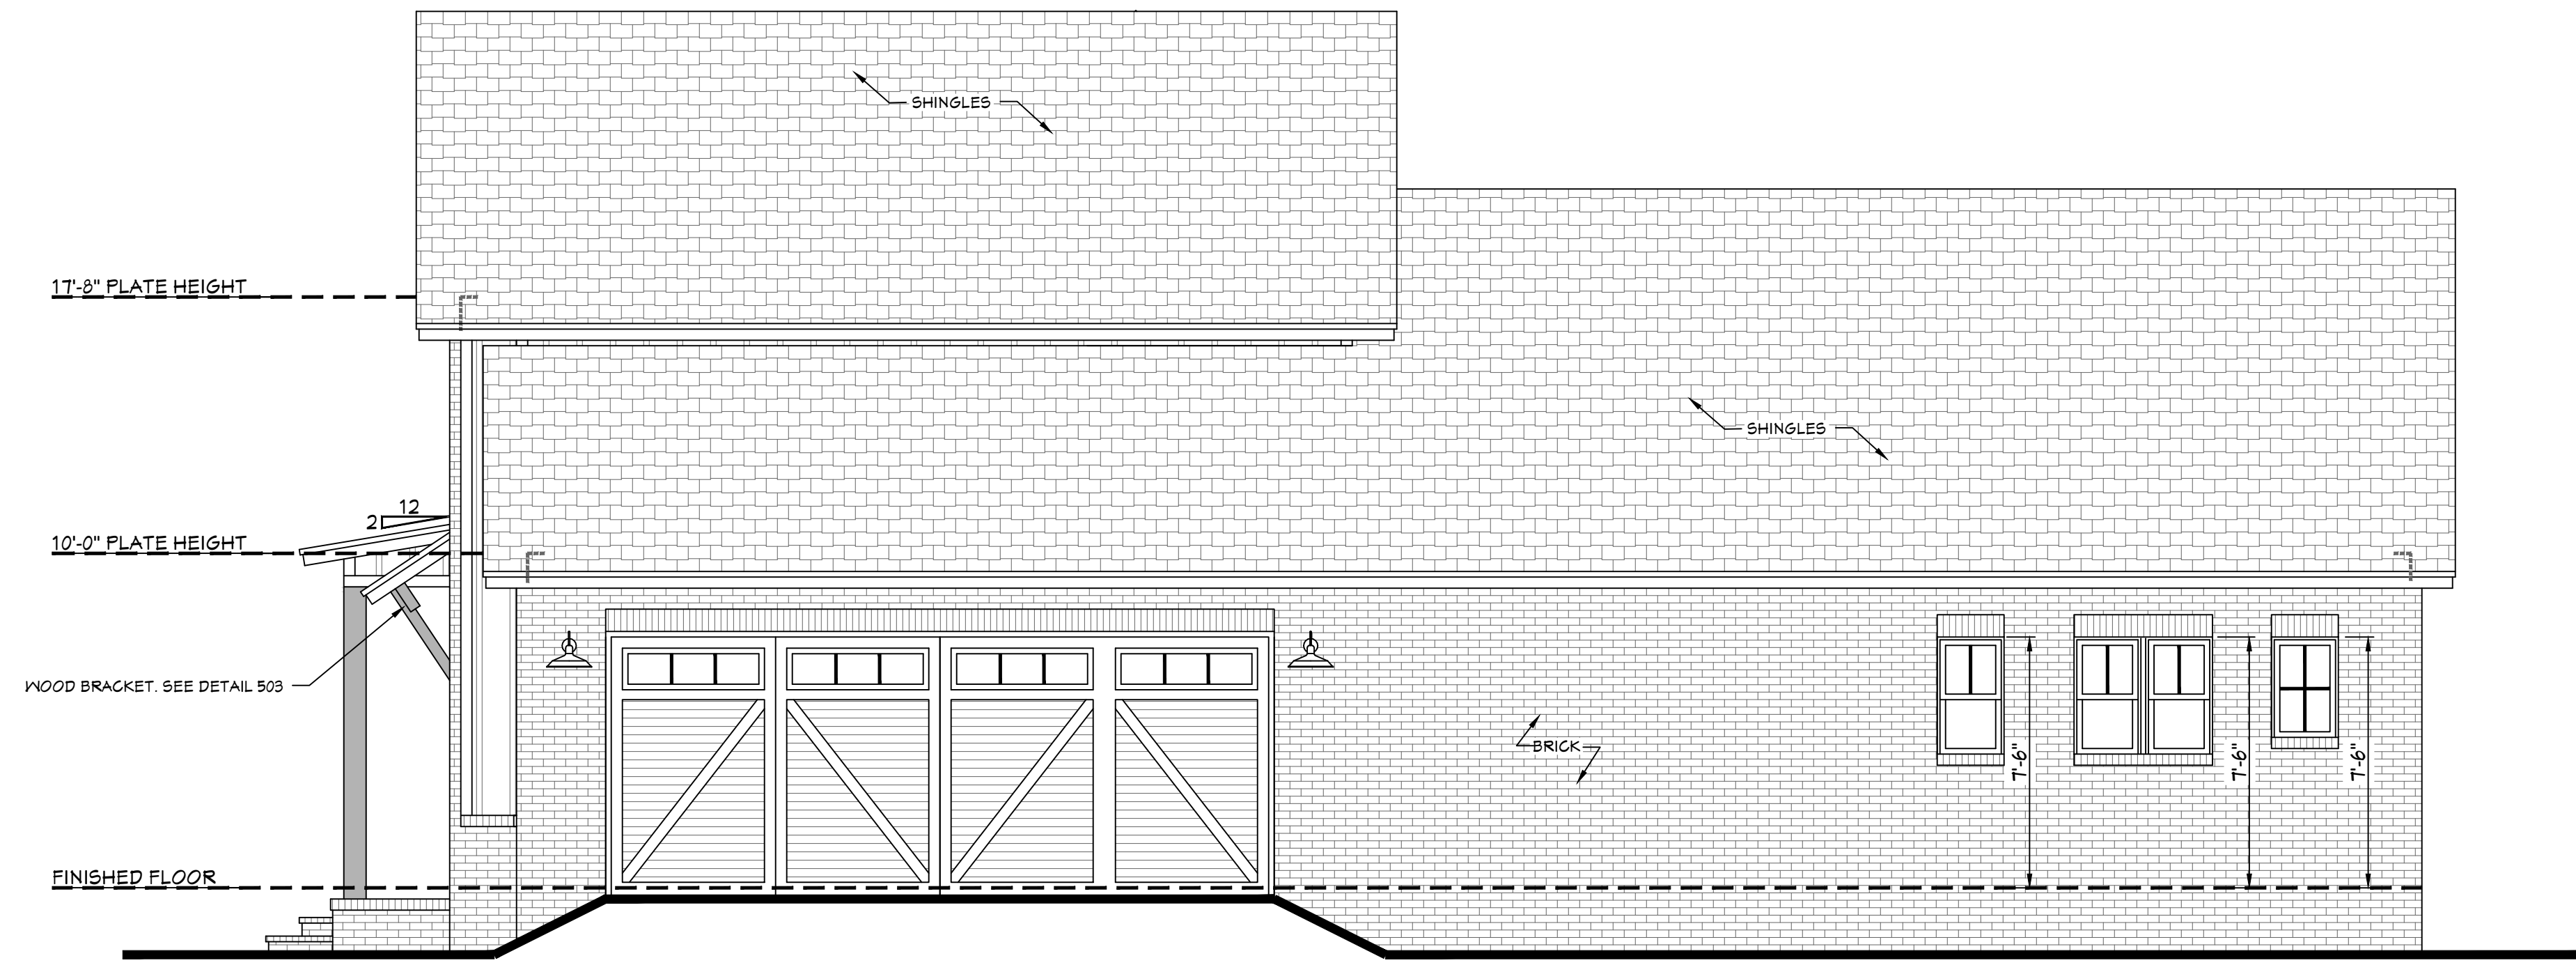 SHINGLES
17'-8" PLATE HEIGHT
SHINGLES
12
2
10'-0" PLATE HEIGHT
WOOD BRACKET. SEE DETAIL 503
BRICK
7'-6"
7'-6"
7'-6"
FINISHED FLOOR